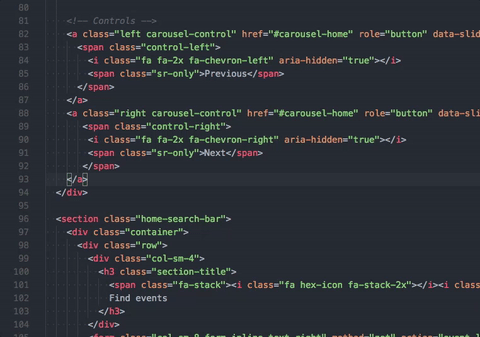 80
81 <!-- Controls -->
82 <a class="left carousel-control" href="#carousel-home" role="button" data-slid
83 <span class="control-left">
84 <i class="fa fa-2x fa-chevron-left" aria-hidden="true"></i>
85 <span class="sr-only">Previous</span>
86 </span>
87 </a>
88 <a class="right carousel-control" href="#carousel-home" role="button" data-sli
89 <span class="control-right">
90 <i class="fa fa-2x fa-chevron-right" aria-hidden="true"></i>
91 <span class="sr-only">Next</span>
92 </span>
93 </a>
94 </div>
95
96 <section class="home-search-bar">
97 <div class="container">
98 <div class="row">
99 <div class="col-sm-4">
100 <h3 class="section-title">
101 <span class="fa-stack"><i class="fa hex-icon fa-stack-2x"></i><i clas
102 Find events
103 </h3>
104 </div>
105